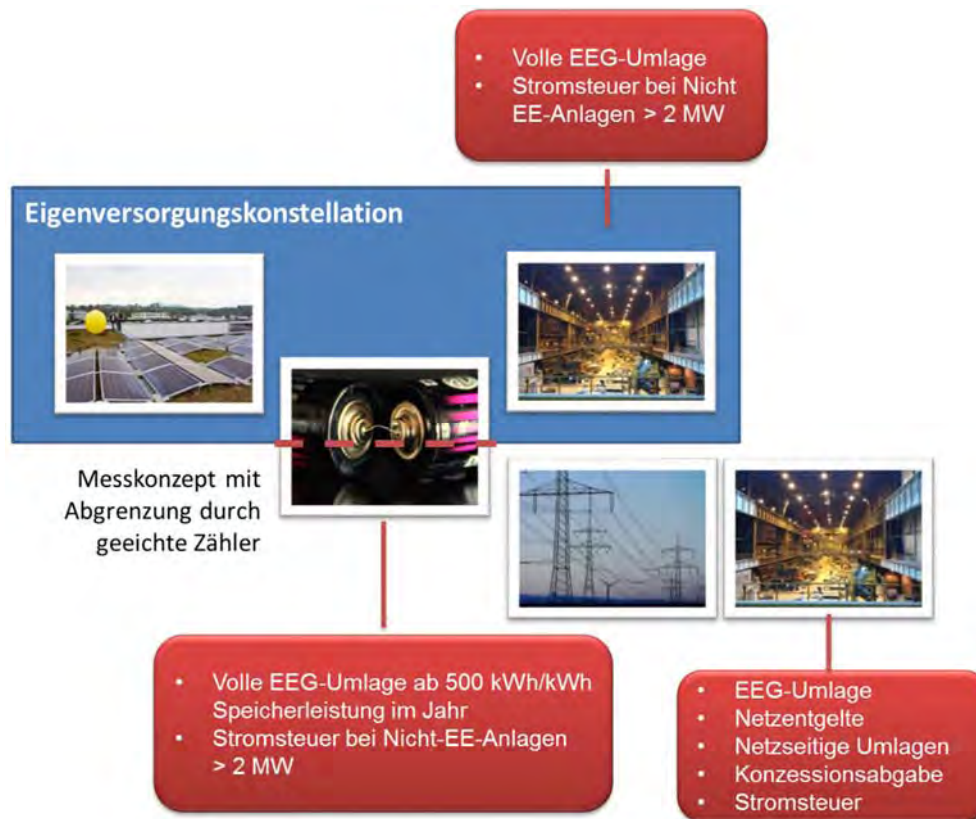 • Volle EEG-Umlage
• Stromsteuer bei Nicht
EE-Anlagen > 2 MW
Eigenversorgungskonstellation
Messkonzept mit
Abgrenzung durch
geeichte Zähler
• Volle EEG-Umlage ab 500 kWh/kWh
Speicherleistung im Jahr
• Stromsteuer bei Nicht-EE-Anlagen
> 2 MW
• EEG-Umlage
• Netzentgelte
• Netzseitige Umlagen
• Konzessionsabgabe
• Stromsteuer